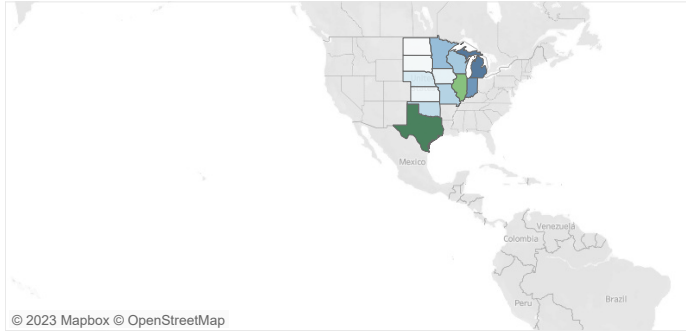 Mexico
Venezuela
Colombia
Peru
Brazil
© 2023 Mapbox © OpenStreetMap